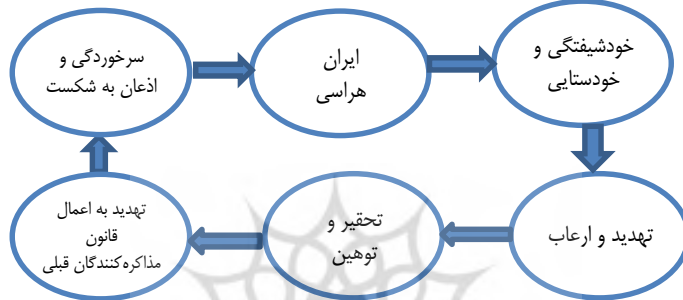 خودشیفتگی و
خودستایی
ایران
هراسی
سرخوردگی و
اذعان به شکست
تهدید و ارعاب
تحقیر و
توهین
تهدید به اعمال
قانون
مذاکره‌کنندگان قبلی